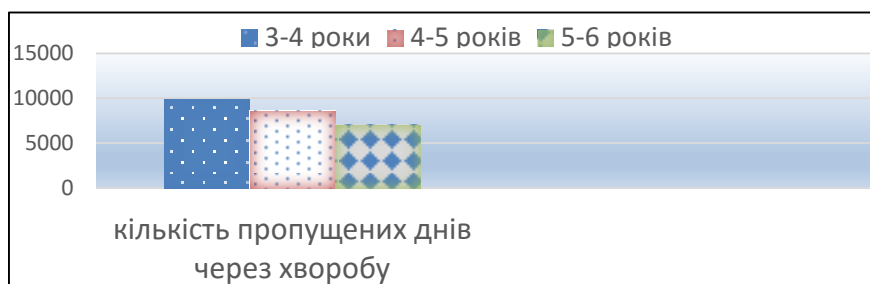 3-4 роки 4-5 років 5-6 років
15000
10000
5000
0
кількість пропущених днів
через хворобу